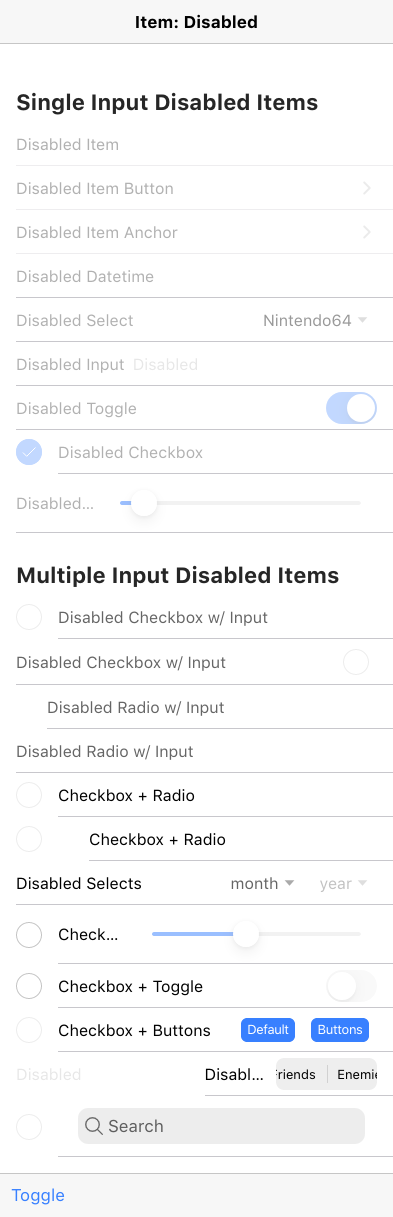 Item: Disabled
Single Input Disabled Items
Disabled Item
Disabled Item Button
Disabled Item Anchor
Disabled Datetime
Disabled Select Nintendo64
Disabled Input Disabled
Disabled Toggle
Disabled Checkbox
Disabled...
Multiple Input Disabled Items
Disabled Checkbox w/ Input
Disabled Checkbox w/ Input
Disabled Radio w/ Input
Disabled Radio w/ Input
Checkbox + Radio
Checkbox + Radio
Disabled Selects month year
Check...
Checkbox + Toggle
Checkbox + Buttons Default Buttons
Disabled Disabl... Friends Enemie
Search
Toggle